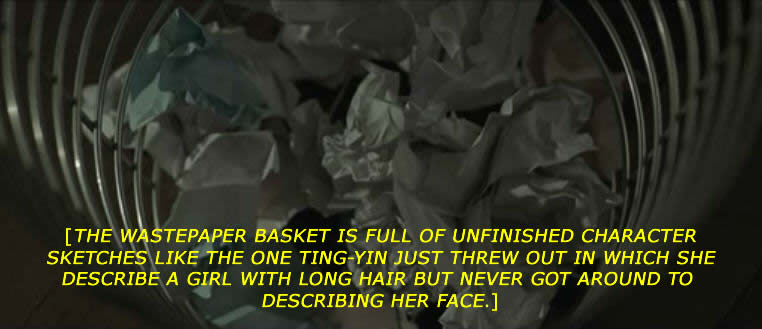 [THE WASTEPAPER BASKET IS FULL OF UNFINISHED CHARACTER
SKETCHES LIKE THE ONE TING-YIN JUST THREW OUT IN WHICH SHE
DESCRIBE A GIRL WITH LONG HAIR BUT NEVER GOT AROUND TO
DESCRIBING HER FACE.]